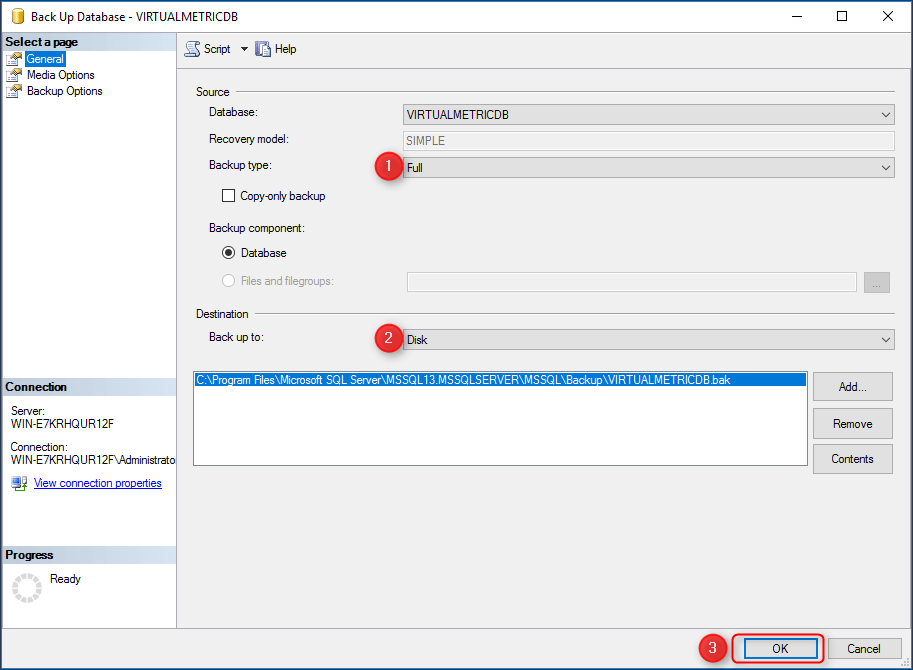 Back Up Database - VIRTUALMETRICDB
Select a page
General
Media Options
Backup Options
Script
Help
Source
Database:
VIRTUALMETRICDB
Recovery model:
SIMPLE
Backup type:
1
Full
Copy-only backup
Backup component:
Database
Files and filegroups:
...
Destination
Back up to:
2
Disk
C:\Program Files\Microsoft SQL Server\MSSQL13.MSSQLSERVER\MSSQL\Backup\VIRTUALMETRICDB.bak
Add...
Remove
Contents
Connection
Server:
WIN-E7KRHQUR12F
Connection:
WIN-E7KRHQUR12F\Administrato
View connection properties
Progress
Ready
3
OK
Cancel